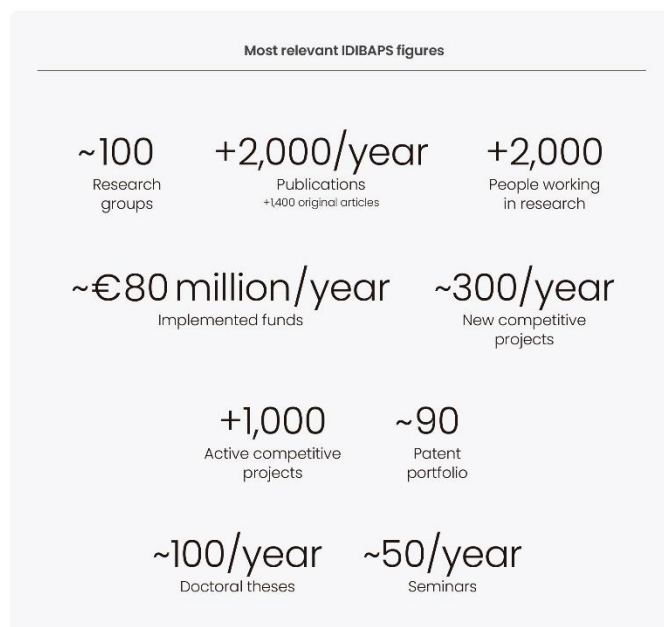 Most relevant IDIBAPS figures
~100
Research
groups
+2,000/year
Publications
+1,400 original articles
+2,000
People working
in research
~€80 million/year
Implemented funds
~300/year
New competitive
projects
+1,000
Active competitive
projects
~90
Patent
portfolio
~100/year
Doctoral theses
~50/year
Seminars